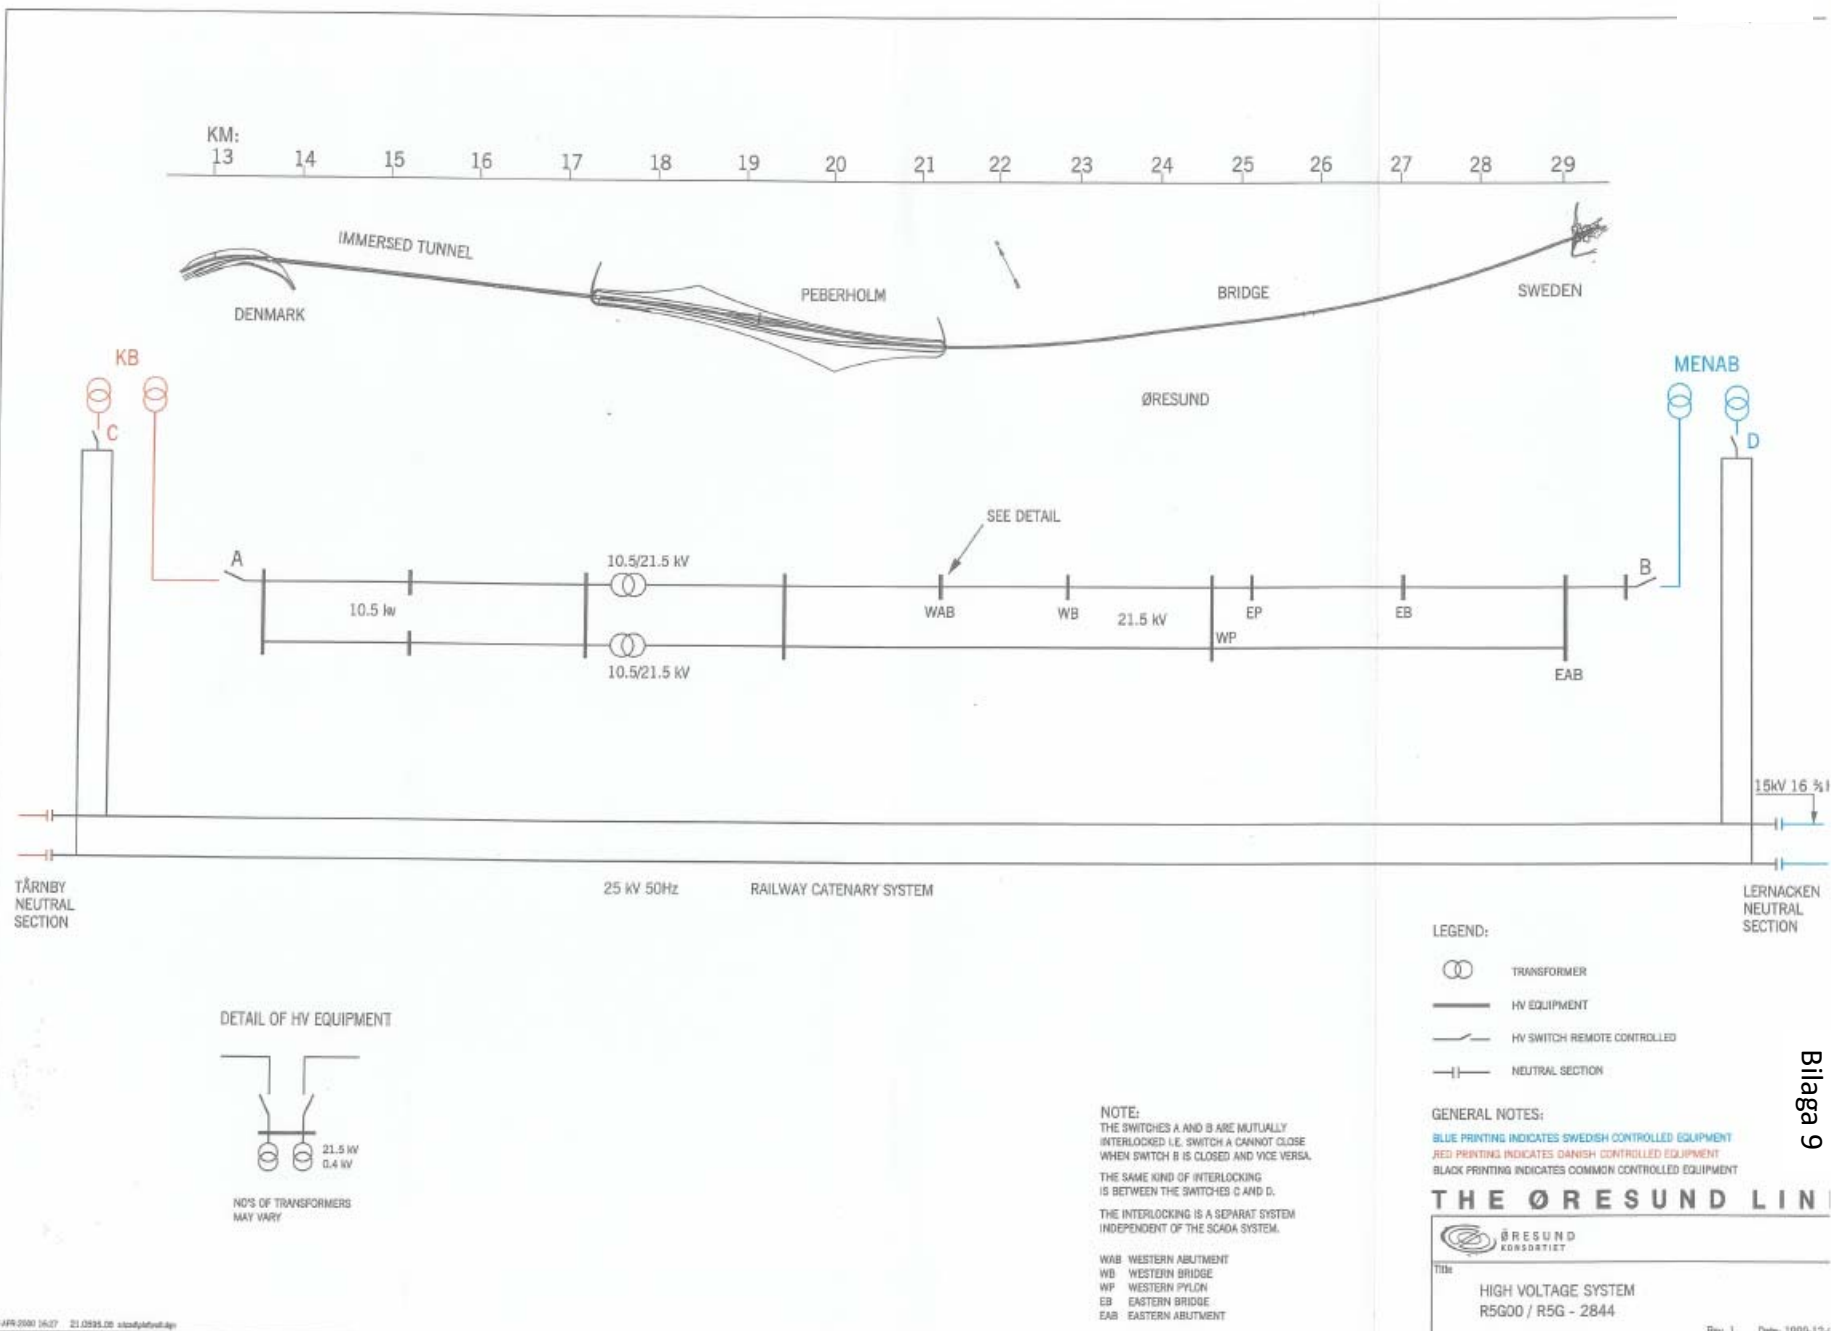 KM:
13 14 15 16 17 18 19 20 21 22 23 24 25 26 27 28 29
IMMERSED TUNNEL
DENMARK
PEBERHOLM
BRIDGE
SWEDEN
ØRESUND
KB
C
MENAB
D
SEE DETAIL
A
10.5/21.5 kV
B
10.5 kv
WAB
WB
21.5 kV
EP
EB
WP
10.5/21.5 kV
EAB
15kV 16 ⅔
TÅRNBY
NEUTRAL
SECTION
25 kV 50Hz
RAILWAY CATENARY SYSTEM
LERNACKEN
NEUTRAL
SECTION
LEGEND:
TRANSFORMER
HV EQUIPMENT
HV SWITCH REMOTE CONTROLLED
NEUTRAL SECTION
DETAIL OF HV EQUIPMENT
21.5 kV
0.4 kV
NO'S OF TRANSFORMERS
MAY VARY
NOTE:
THE SWITCHES A AND B ARE MUTUALLY
INTERLOCKED I.E. SWITCH A CANNOT CLOSE
WHEN SWITCH B IS CLOSED AND VICE VERSA.
THE SAME KIND OF INTERLOCKING
IS BETWEEN THE SWITCHES C AND D.
THE INTERLOCKING IS A SEPARAT SYSTEM
INDEPENDENT OF THE SCADA SYSTEM.
WAB WESTERN ABUTMENT
WB WESTERN BRIDGE
WP WESTERN PYLON
EB EASTERN BRIDGE
EAB EASTERN ABUTMENT
GENERAL NOTES:
BLUE PRINTING INDICATES SWEDISH CONTROLLED EQUIPMENT
RED PRINTING INDICATES DANISH CONTROLLED EQUIPMENT
BLACK PRINTING INDICATES COMMON CONTROLLED EQUIPMENT
THE ØRESUND LIN
ØRESUND
KONSORTIET
Title
HIGH VOLTAGE SYSTEM
R5G00 / R5G - 2844
Bilaga 9